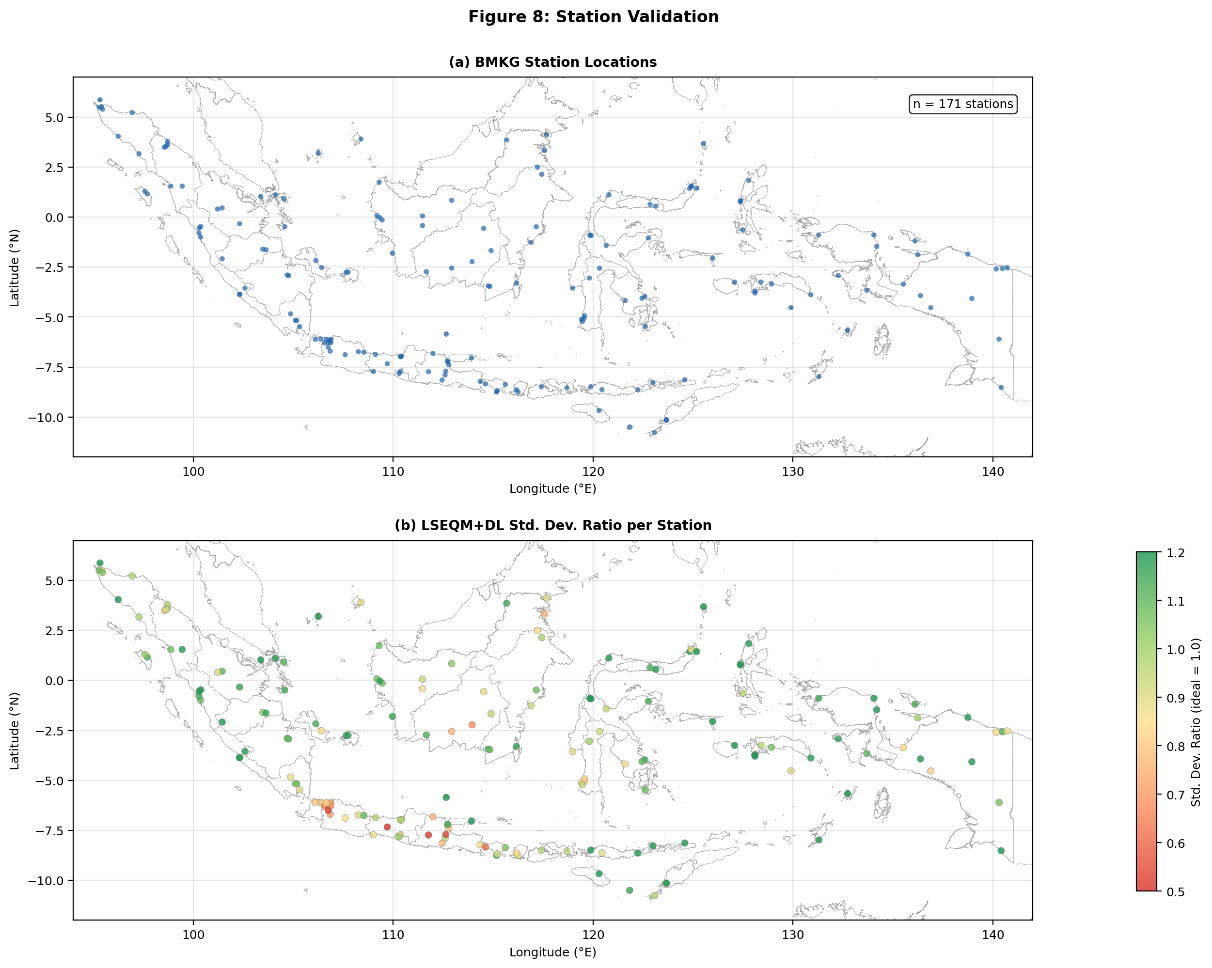 Figure 8: Station Validation
(a) BMKG Station Locations
n = 171 stations
5.0
2.5
0.0
−2.5
−5.0
−7.5
−10.0
Latitude (°N)
100 110 120 130 140
Longitude (°E)
(b) LSEQM+DL Std. Dev. Ratio per Station
5.0
2.5
0.0
−2.5
−5.0
−7.5
−10.0
Latitude (°N)
100 110 120 130 140
Longitude (°E)
1.2
1.1
1.0
0.9
0.8
0.7
0.6
0.5
Std. Dev. Ratio (ideal = 1.0)